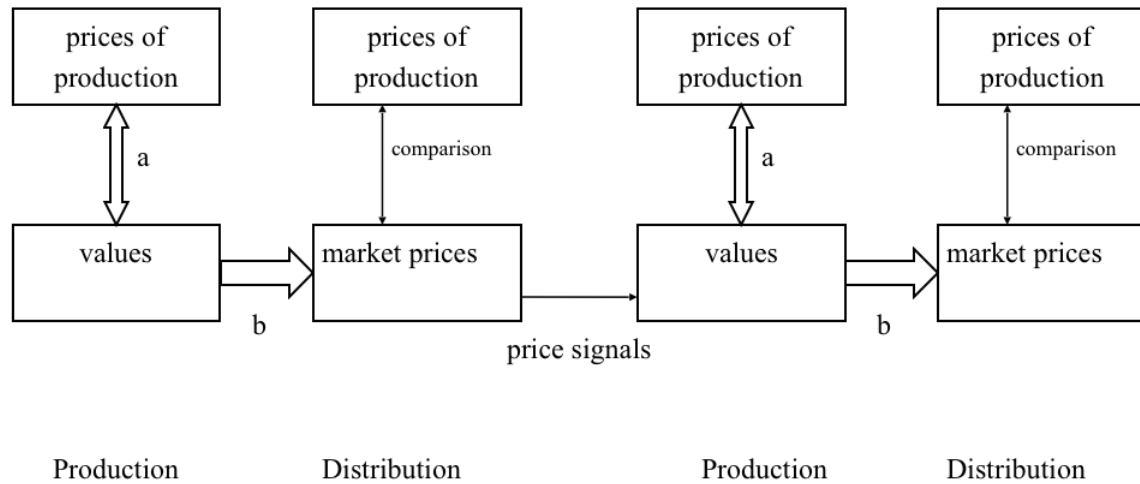 prices of
production
prices of
production
prices of
production
prices of
production
a
comparison
a
comparison
values
market prices
values
market prices
b
price signals
b
Production
Distribution
Production
Distribution